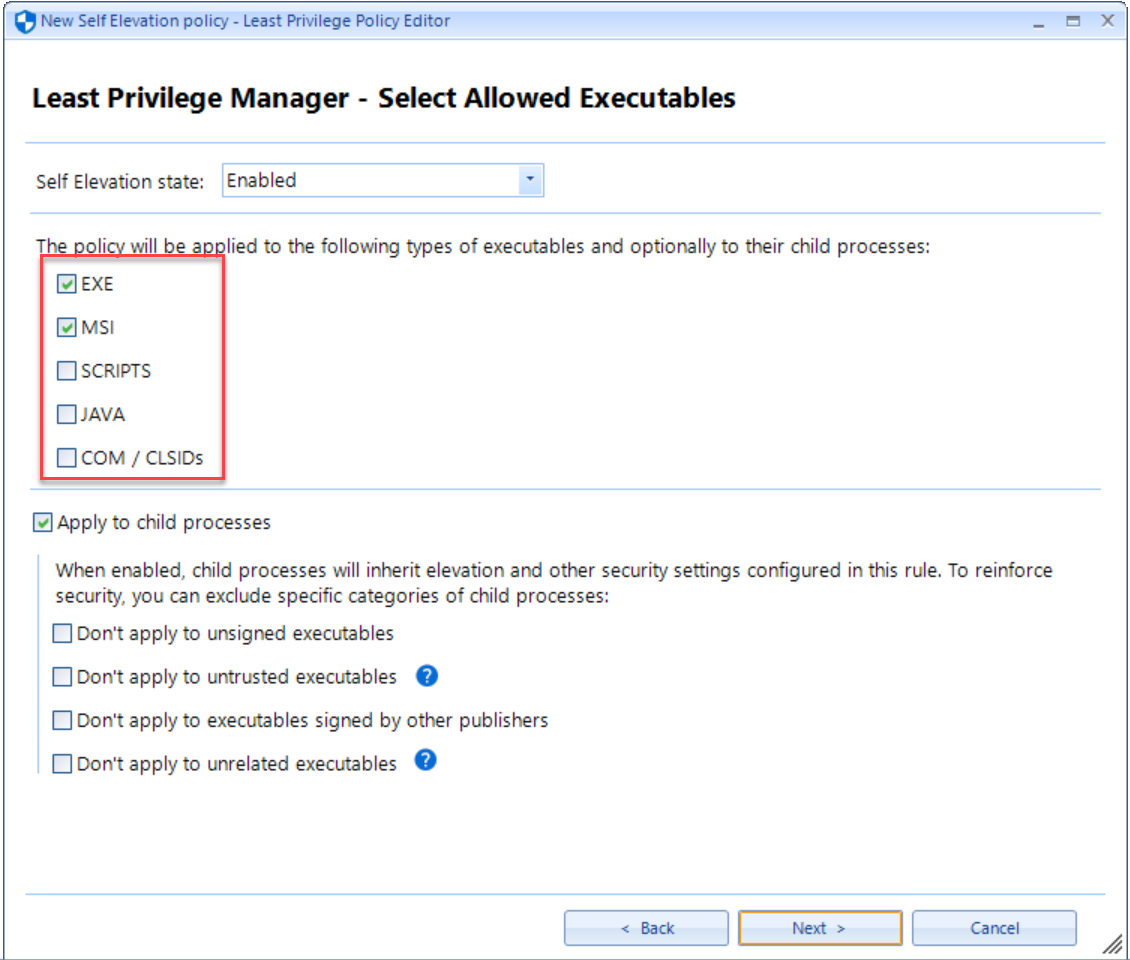 New Self Elevation policy - Least Privilege Policy Editor
Least Privilege Manager - Select Allowed Executables
Self Elevation state: Enabled
The policy will be applied to the following types of executables and optionally to their child processes:
EXE
MSI
SCRIPTS
JAVA
COM / CLSIDs
Apply to child processes
When enabled, child processes will inherit elevation and other security settings configured in this rule. To reinforce
security, you can exclude specific categories of child processes:
Don't apply to unsigned executables
Don't apply to untrusted executables ?
Don't apply to executables signed by other publishers
Don't apply to unrelated executables ?
< Back Next > Cancel